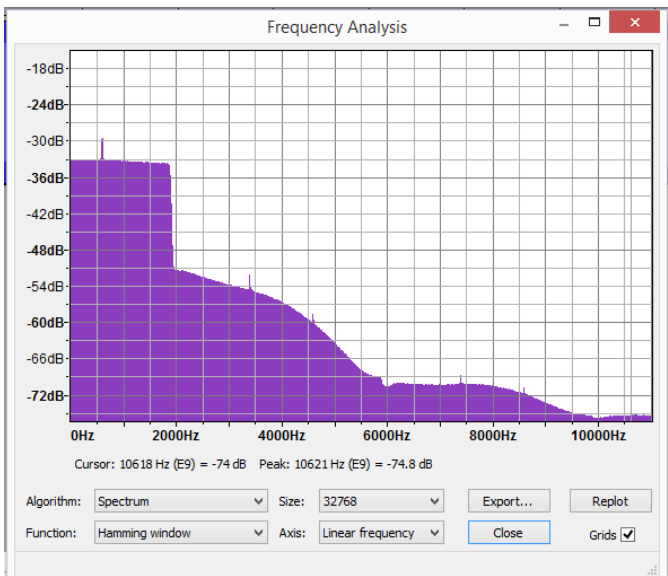 Frequency Analysis
-18dB
-24dB
-30dB
-36dB
-42dB
-48dB
-54dB
-60dB
-66dB
-72dB
0Hz 2000Hz 4000Hz 6000Hz 8000Hz 10000Hz
Cursor: 10618 Hz (E9) = -74 dB Peak: 10621 Hz (E9) = -74.8 dB
Algorithm: Spectrum Size: 32768 Export... Replot
Function: Hamming window Axis: Linear frequency Close Grids